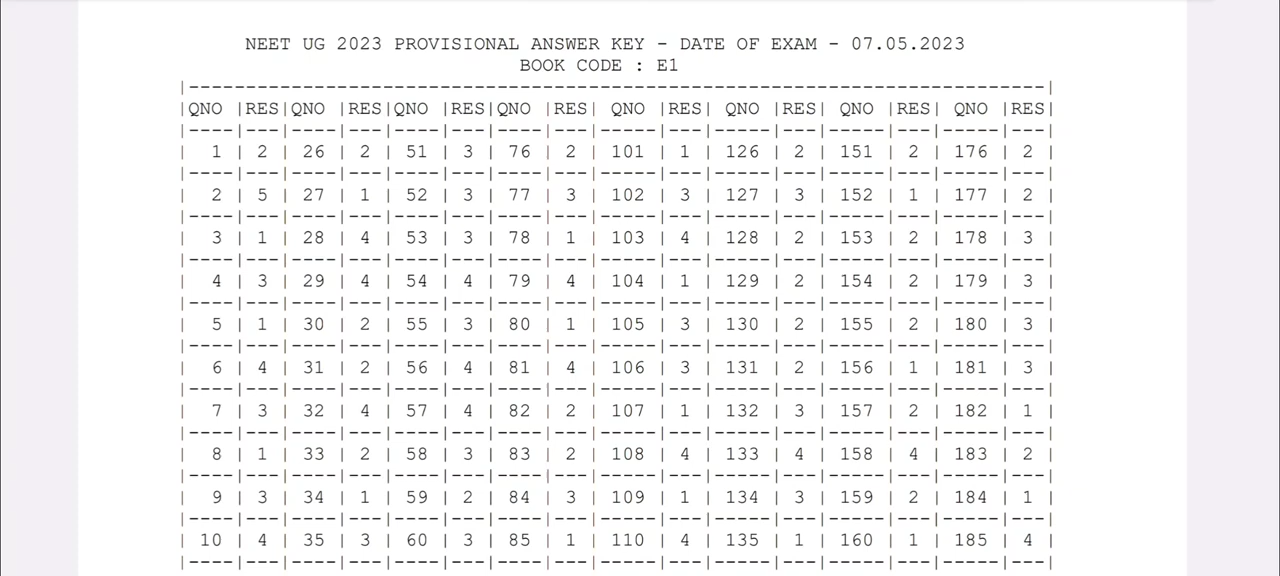 NEET UG 2023 PROVISIONAL ANSWER KEY - DATE OF EXAM - 07.05.2023
BOOK CODE : E1
|-----------------------------------------------------------------------------|
|QNO |RES|QNO |RES|QNO |RES|QNO |RES| QNO |RES| QNO |RES| QNO |RES| QNO |RES|
|----|---|----|---|----|---|----|---|-----|---|-----|---|-----|---|-----|---|
| 1 | 2 | 26 | 2 | 51 | 3 | 76 | 2 | 101 | 1 | 126 | 2 | 151 | 2 | 176 | 2 |
|----|---|----|---|----|---|----|---|-----|---|-----|---|-----|---|-----|---|
| 2 | 5 | 27 | 1 | 52 | 3 | 77 | 3 | 102 | 3 | 127 | 3 | 152 | 1 | 177 | 2 |
|----|---|----|---|----|---|----|---|-----|---|-----|---|-----|---|-----|---|
| 3 | 1 | 28 | 4 | 53 | 3 | 78 | 1 | 103 | 4 | 128 | 2 | 153 | 2 | 178 | 3 |
|----|---|----|---|----|---|----|---|-----|---|-----|---|-----|---|-----|---|
| 4 | 3 | 29 | 4 | 54 | 4 | 79 | 4 | 104 | 1 | 129 | 2 | 154 | 2 | 179 | 3 |
|----|---|----|---|----|---|----|---|-----|---|-----|---|-----|---|-----|---|
| 5 | 1 | 30 | 2 | 55 | 3 | 80 | 1 | 105 | 3 | 130 | 2 | 155 | 2 | 180 | 3 |
|----|---|----|---|----|---|----|---|-----|---|-----|---|-----|---|-----|---|
| 6 | 4 | 31 | 2 | 56 | 4 | 81 | 4 | 106 | 3 | 131 | 2 | 156 | 1 | 181 | 3 |
|----|---|----|---|----|---|----|---|-----|---|-----|---|-----|---|-----|---|
| 7 | 3 | 32 | 4 | 57 | 4 | 82 | 2 | 107 | 1 | 132 | 3 | 157 | 2 | 182 | 1 |
|----|---|----|---|----|---|----|---|-----|---|-----|---|-----|---|-----|---|
| 8 | 1 | 33 | 2 | 58 | 3 | 83 | 2 | 108 | 4 | 133 | 4 | 158 | 4 | 183 | 2 |
|----|---|----|---|----|---|----|---|-----|---|-----|---|-----|---|-----|---|
| 9 | 3 | 34 | 1 | 59 | 2 | 84 | 3 | 109 | 1 | 134 | 3 | 159 | 2 | 184 | 1 |
|----|---|----|---|----|---|----|---|-----|---|-----|---|-----|---|-----|---|
| 10 | 4 | 35 | 3 | 60 | 3 | 85 | 1 | 110 | 4 | 135 | 1 | 160 | 1 | 185 | 4 |
|----|---|----|---|----|---|----|---|-----|---|-----|---|-----|---|-----|---|